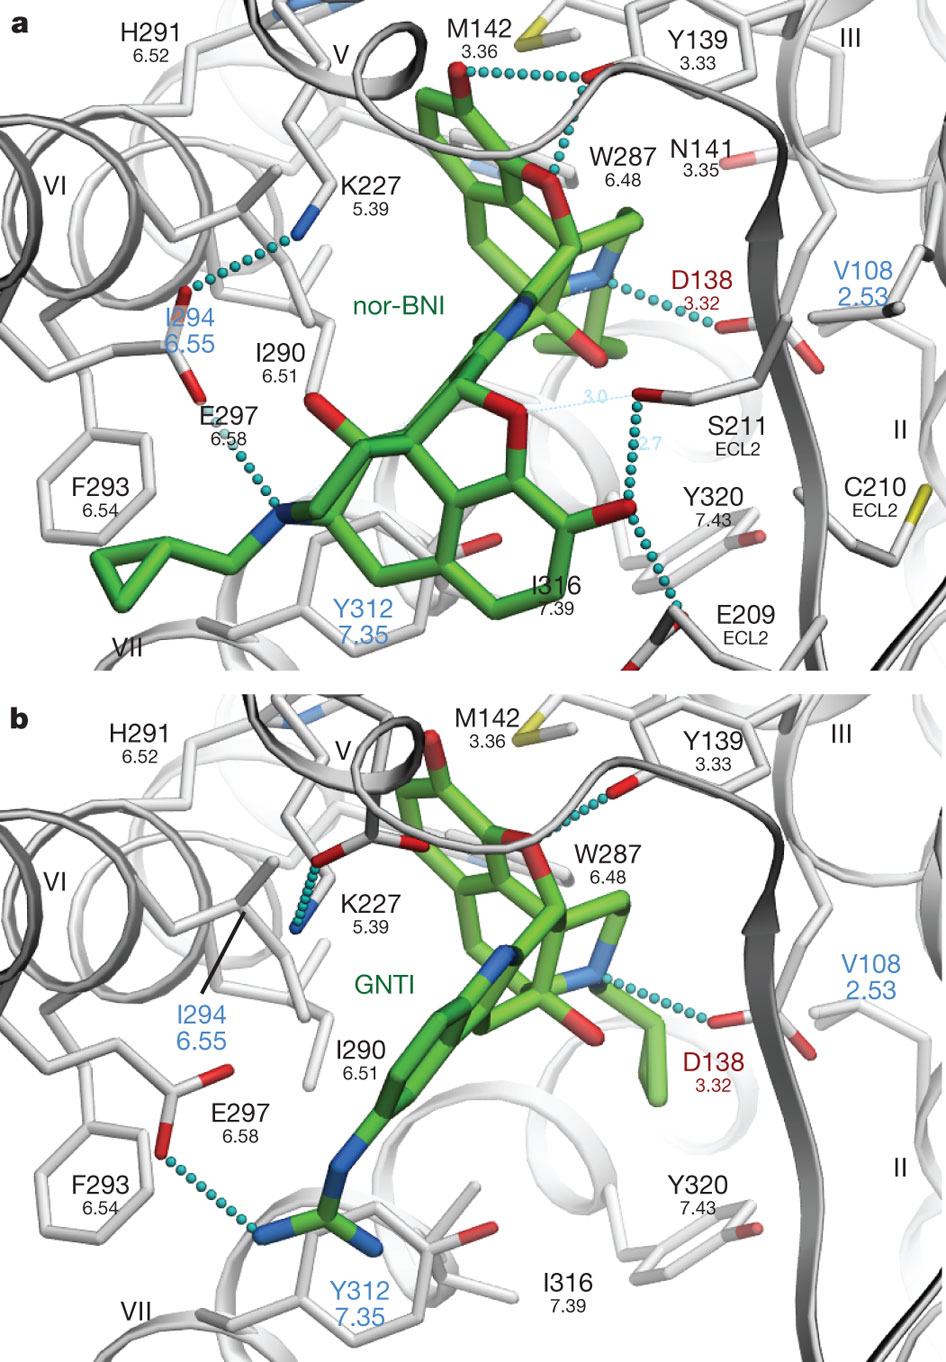 a
H291
6.52
V
M142
3.36
Y139
3.33
III
VI
K227
5.39
W287
6.48
N141
3.35
nor-BNI
D138
3.32
V108
2.53
I294
6.55
I290
6.51
3.0
E297
6.58
2.7
S211
ECL2
II
F293
6.54
Y320
7.43
C210
ECL2
I316
7.39
Y312
7.35
E209
ECL2
VII
b
H291
6.52
V
M142
3.36
Y139
3.33
III
VI
K227
5.39
W287
6.48
GNTI
V108
2.53
I294
6.55
I290
6.51
D138
3.32
E297
6.58
F293
6.54
Y320
7.43
II
Y312
7.35
I316
7.39
VII